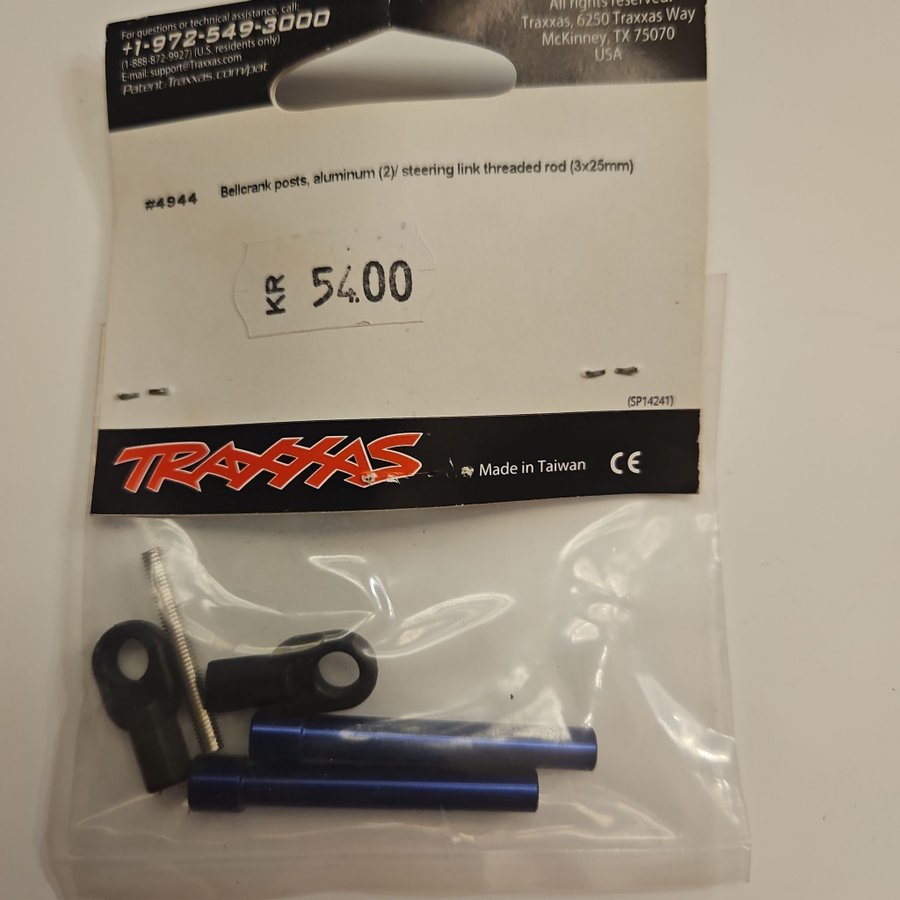 For questions or technical assistance, call:
+1-972-549-3000
(1-888-872-9927) (U.S. residents only)
E-mail: support@Traxxas.com
Patent: Traxxas.com/pat
All rights reserved.
Traxxas, 6250 Traxxas Way
McKinney, TX 75070
USA
#4944 Bellcrank posts, aluminum (2)/ steering link threaded rod (3x25mm)
KR 54.00
(SP14241)
TRAXXAS Made in Taiwan CE